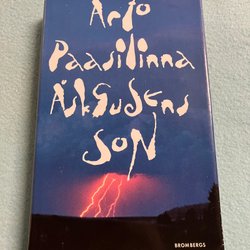 Arto
Paasilinna
ÅskGudens
SON
BROMBERGS